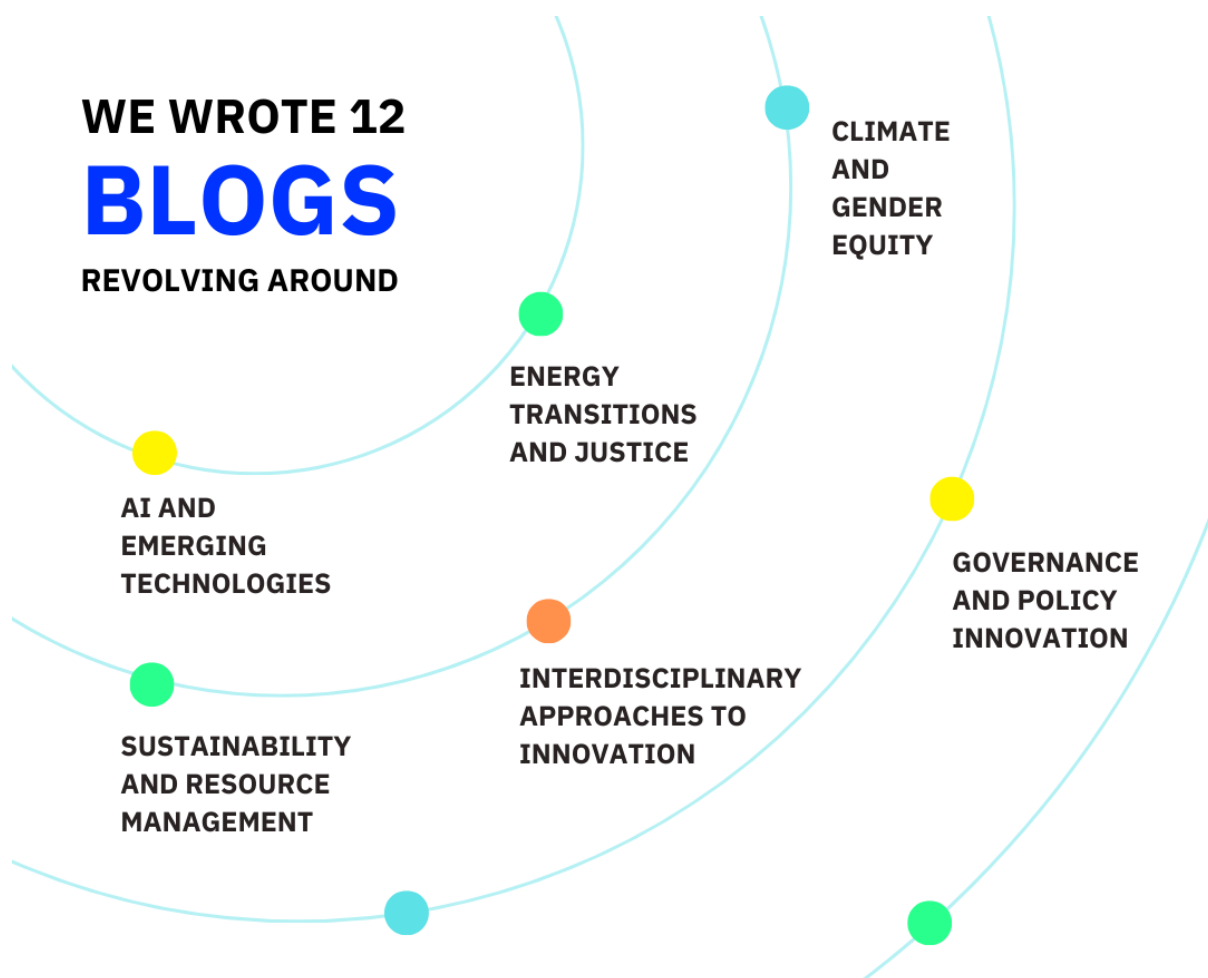 WE WROTE 12
BLOGS
REVOLVING AROUND
CLIMATE
AND
GENDER
EQUITY
ENERGY
TRANSITIONS
AND JUSTICE
AI AND
EMERGING
TECHNOLOGIES
GOVERNANCE
AND POLICY
INNOVATION
INTERDISCIPLINARY
APPROACHES TO
INNOVATION
SUSTAINABILITY
AND RESOURCE
MANAGEMENT